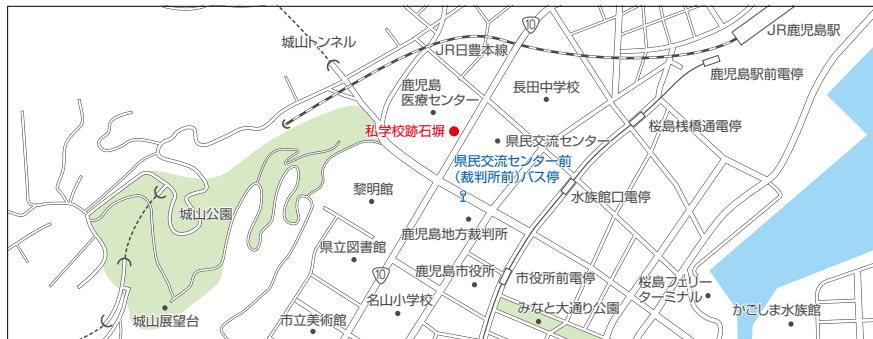 10
JR鹿児島駅
城山トンネル
JR日豊本線
鹿児島駅前電停
鹿児島
医療センター
長田中学校
私学校跡石塀
桜島桟橋通電停
県民交流センター
県民交流センター前
(裁判所前)バス停
黎明館
水族館口電停
城山公園
鹿児島地方裁判所
県立図書館
10
鹿児島市役所
市役所前電停
桜島フェリー
ターミナル
名山小学校
みなと大通り公園
かごしま水族館
城山展望台
市立美術館